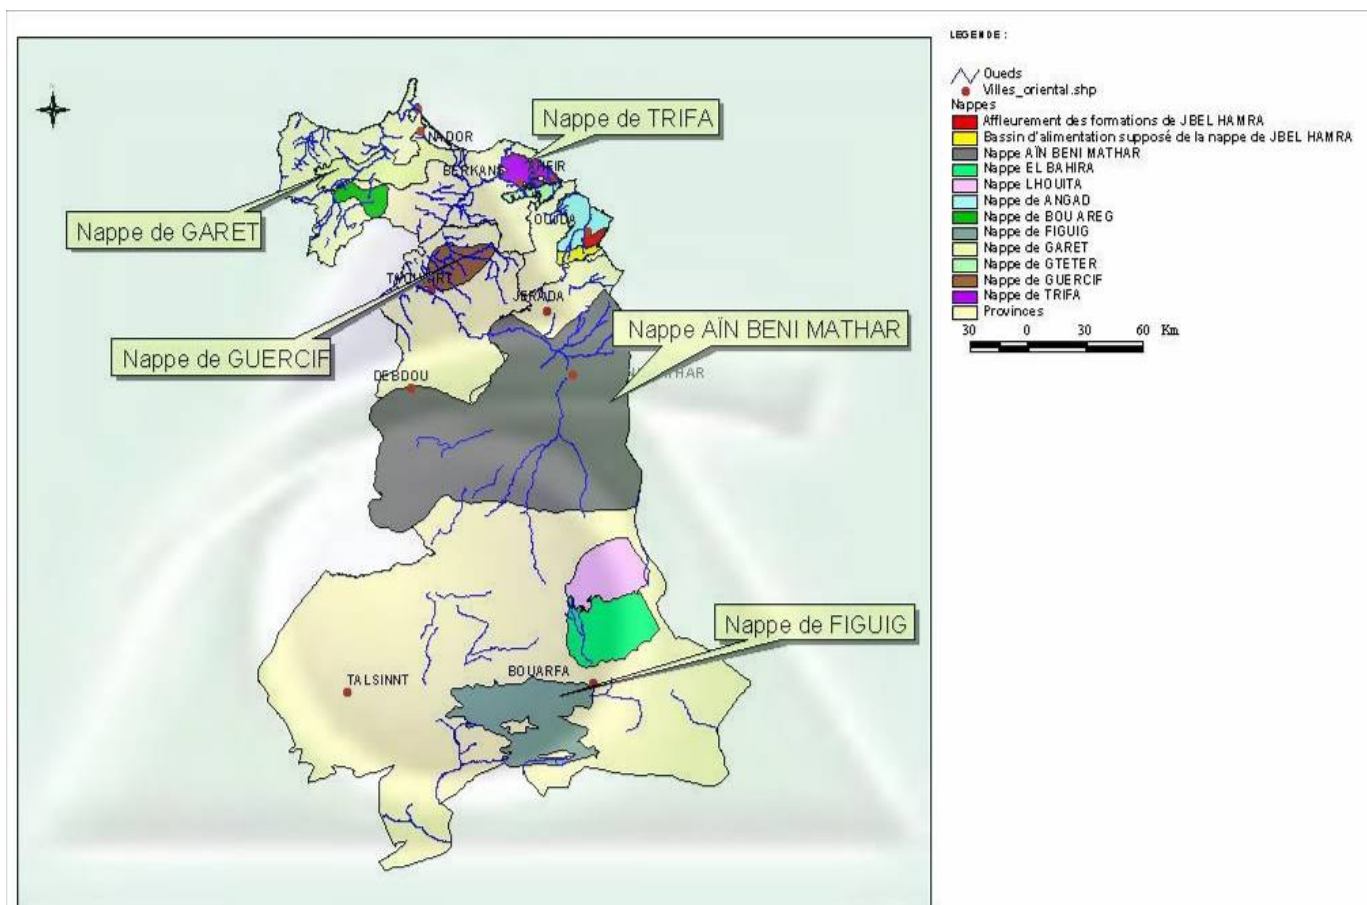 LEGENDE :
Oueds
Villes_oriental.shp
Nappes
Affleurement des formations de JBEL HAMRA
Bassin d'alimentation supposé de la nappe de JBEL HAMRA
Nappe AÏN BENI MATHAR
Nappe EL BAHIRA
Nappe LHOUITA
Nappe de ANGAD
Nappe de BOU AREG
Nappe de FIGUIG
Nappe de GARET
Nappe de GTETER
Nappe de GUERCIF
Nappe de TRIFA
Provinces
30 0 30 60 Km
Nappe de TRIFA
NADOR
BERKANE
OUJDA
Nappe de GARET
JERADA
Nappe AÏN BENI MATHAR
Nappe de GUERCIF
DEBDOU
MATHAR
Nappe de FIGUIG
BOUARFA
TALSINNT